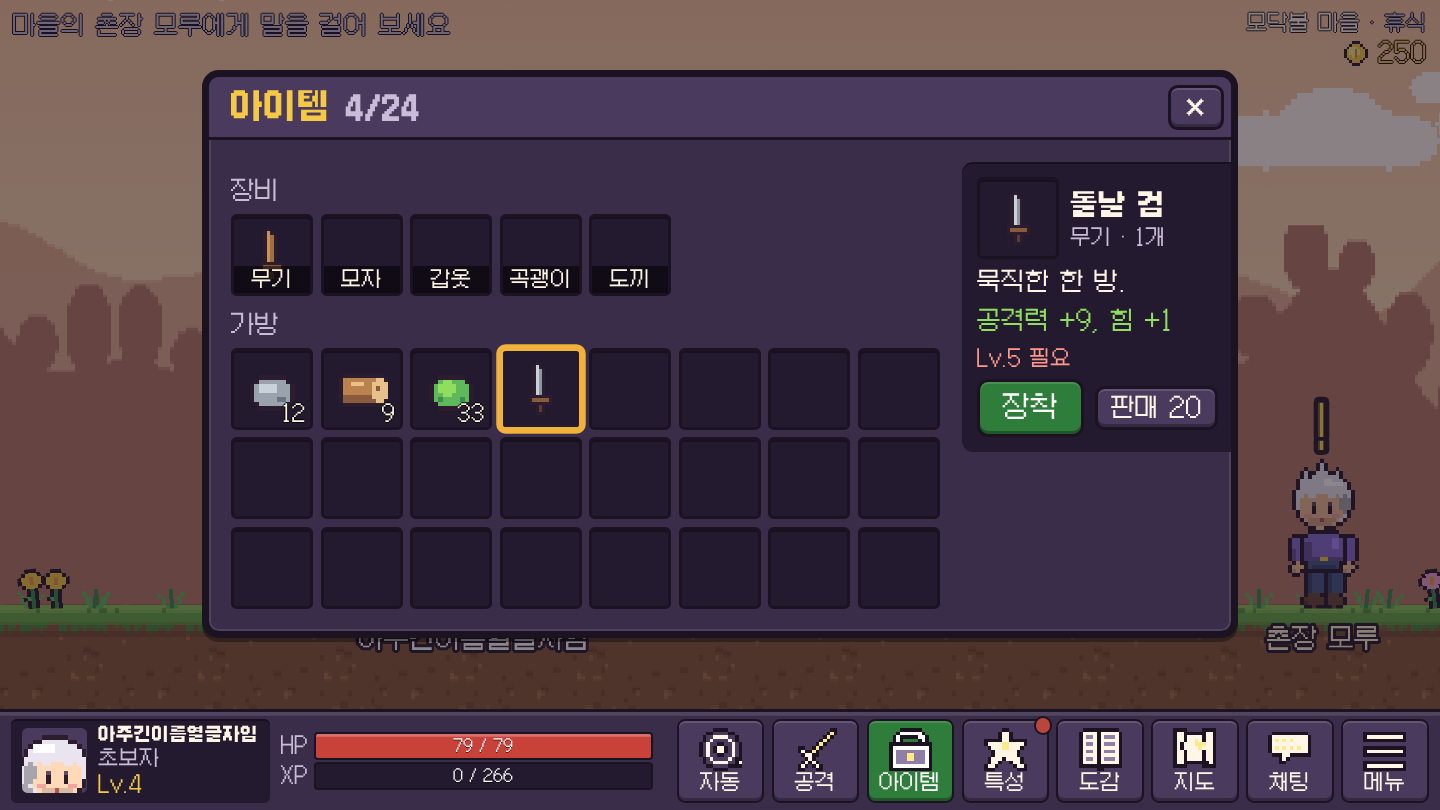 마을의 촌장 모루에게 말을 걸어 보세요
모닥불 마을 · 휴식
250
아이템 4/24
×
장비
무기
모자
갑옷
곡괭이
도끼
가방
12
9
33
돌날 검
무기 · 1개
묵직한 한 방.
공격력 +9, 힘 +1
Lv.5 필요
장착
판매 20
촌장 모루
아주긴이름열글자임
초보자
Lv.4
HP 79 / 79
XP 0 / 266
자동
공격
아이템
특성
도감
지도
채팅
메뉴